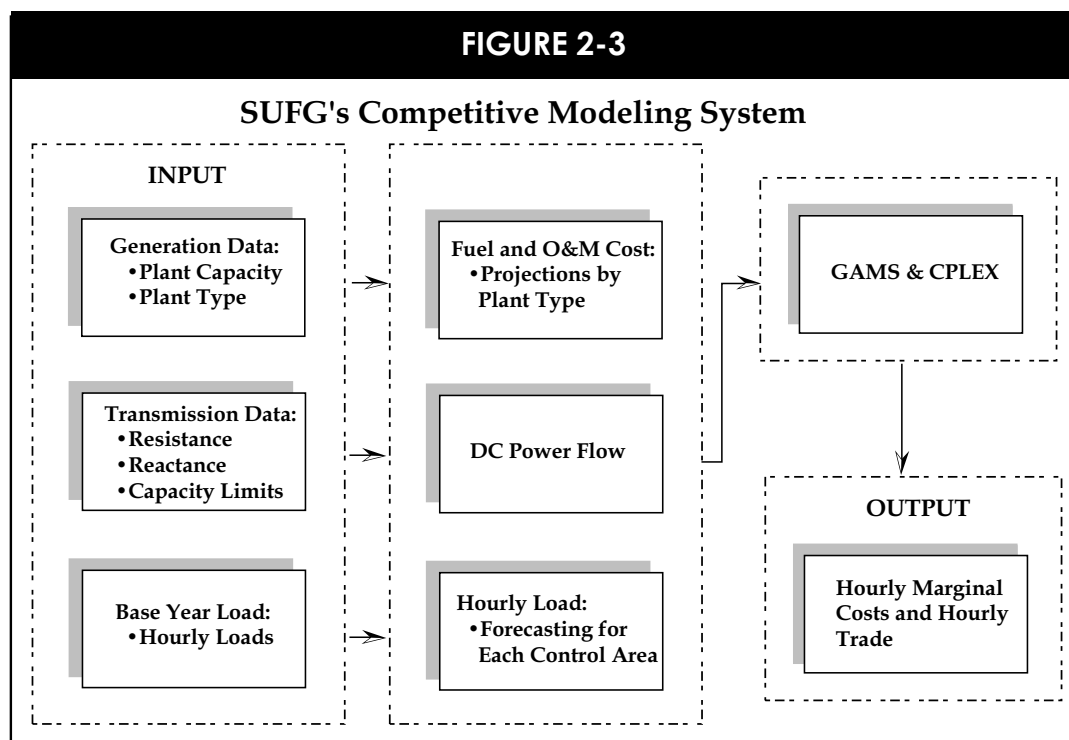 FIGURE 2-3
SUFG's Competitive Modeling System
INPUT
Generation Data:
•Plant Capacity
•Plant Type
Transmission Data:
•Resistance
•Reactance
•Capacity Limits
Base Year Load:
•Hourly Loads
Fuel and O&M Cost:
•Projections by
Plant Type
DC Power Flow
Hourly Load:
•Forecasting for
Each Control Area
GAMS & CPLEX
OUTPUT
Hourly Marginal
Costs and Hourly
Trade